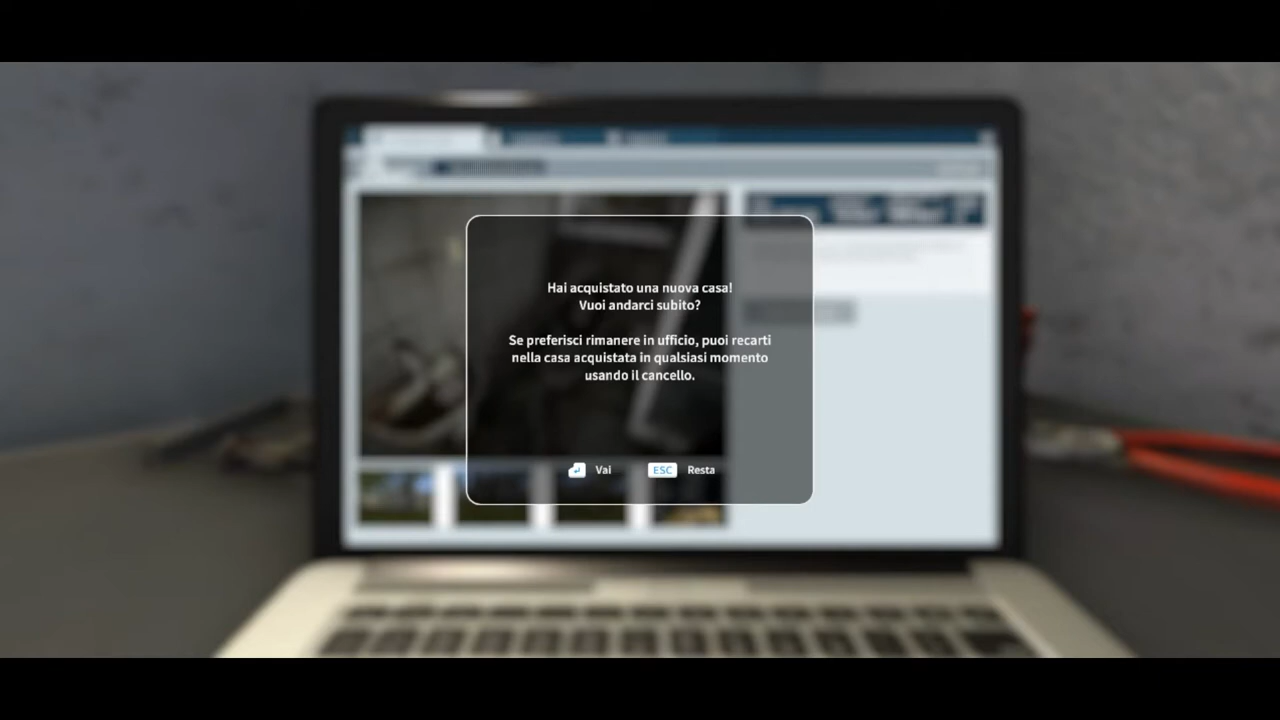 Hai acquistato una nuova casa!
Vuoi andarci subito?
Se preferisci rimanere in ufficio, puoi recarti
nella casa acquistata in qualsiasi momento
usando il cancello.
Vai
ESC Resta